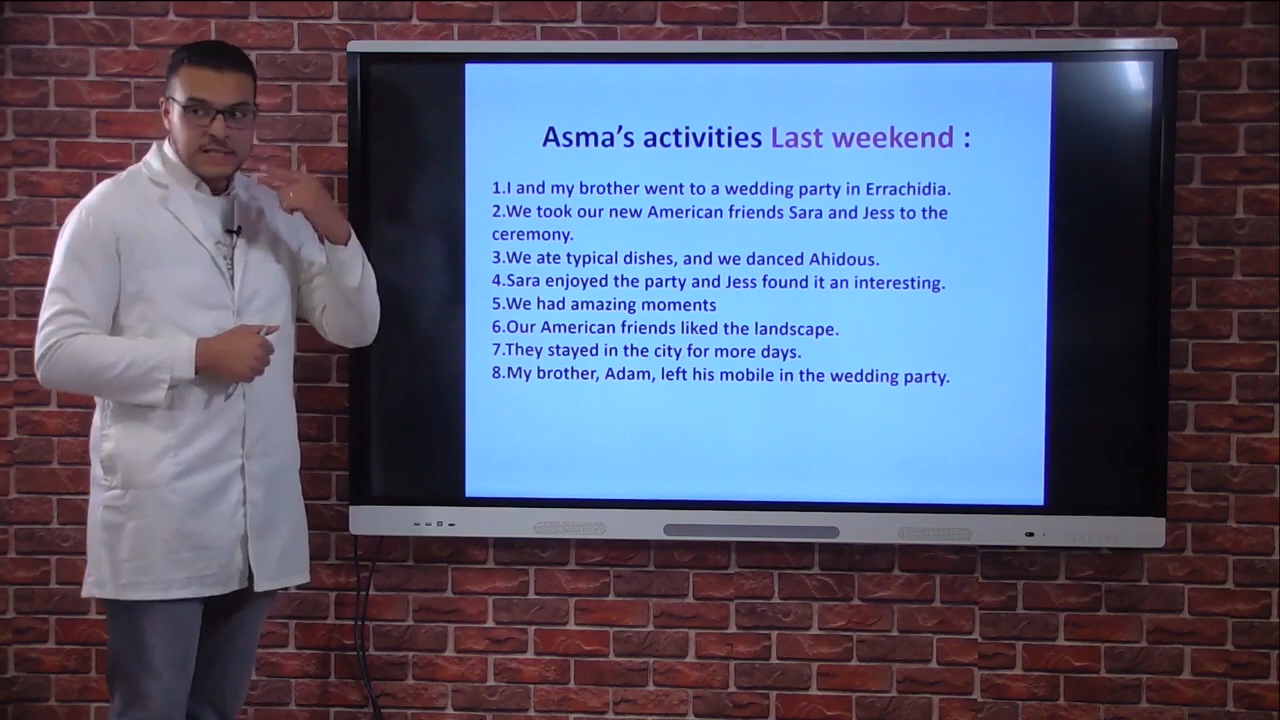 Asma's activities Last weekend :
1.I and my brother went to a wedding party in Errachidia.
2.We took our new American friends Sara and Jess to the
ceremony.
3.We ate typical dishes, and we danced Ahidous.
4.Sara enjoyed the party and Jess found it an interesting.
5.We had amazing moments
6.Our American friends liked the landscape.
7.They stayed in the city for more days.
8.My brother, Adam, left his mobile in the wedding party.